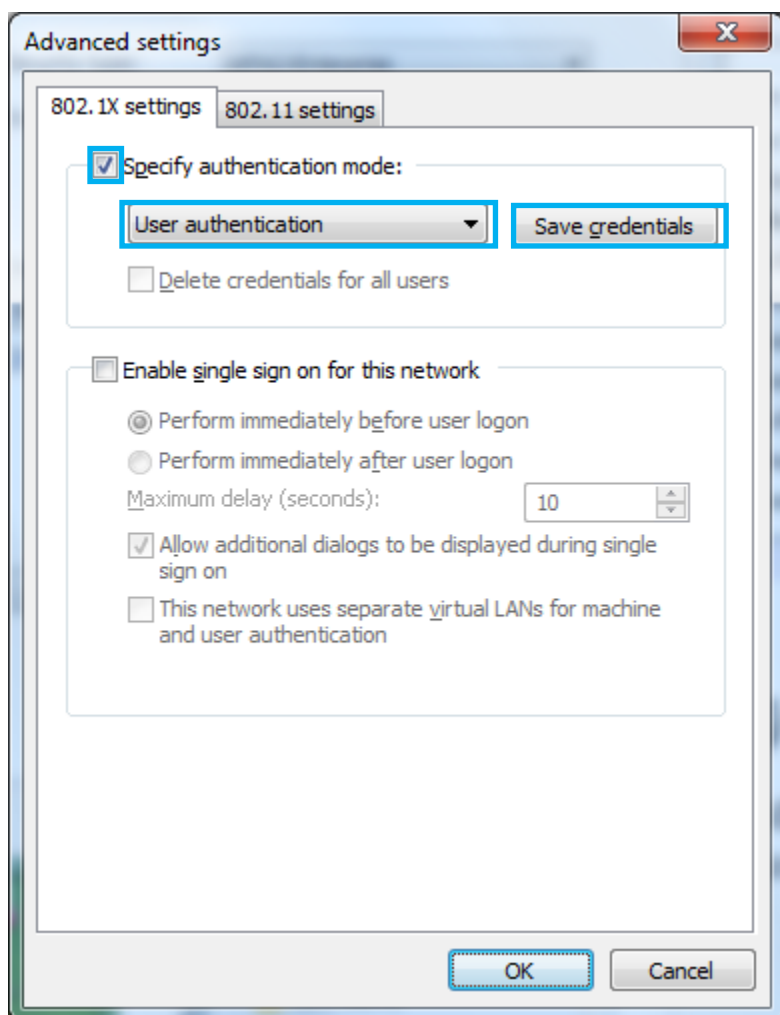 Advanced settings
802.1X settings
802.11 settings
Specify authentication mode:
User authentication
Save credentials
Delete credentials for all users
Enable single sign on for this network
Perform immediately before user logon
Perform immediately after user logon
Maximum delay (seconds):
10
Allow additional dialogs to be displayed during single
sign on
This network uses separate virtual LANs for machine
and user authentication
OK
Cancel